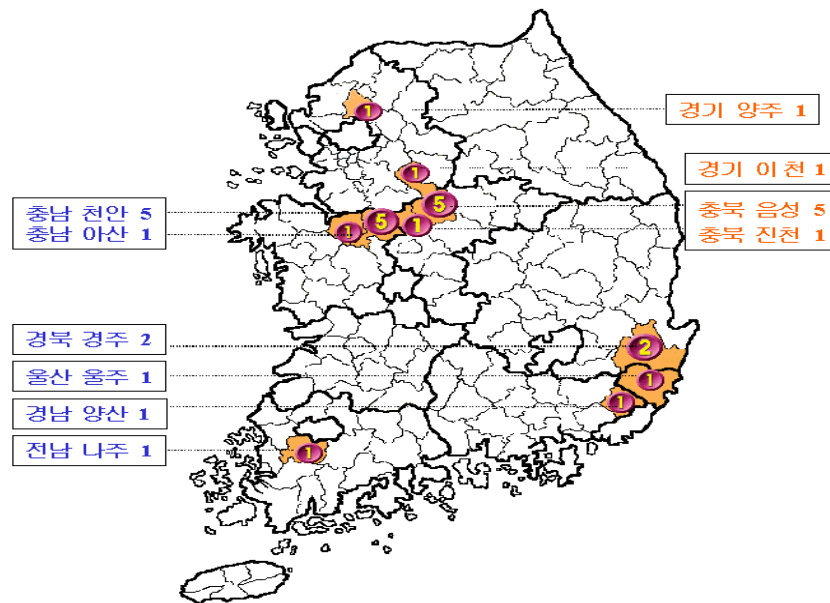 경기 양주 1
1
경기 이천 1
1
충남 천안 5
충남 아산 1
충북 음성 5
충북 진천 1
5
5
1
1
경북 경주 2
2
울산 울주 1
1
경남 양산 1
1
전남 나주 1
1